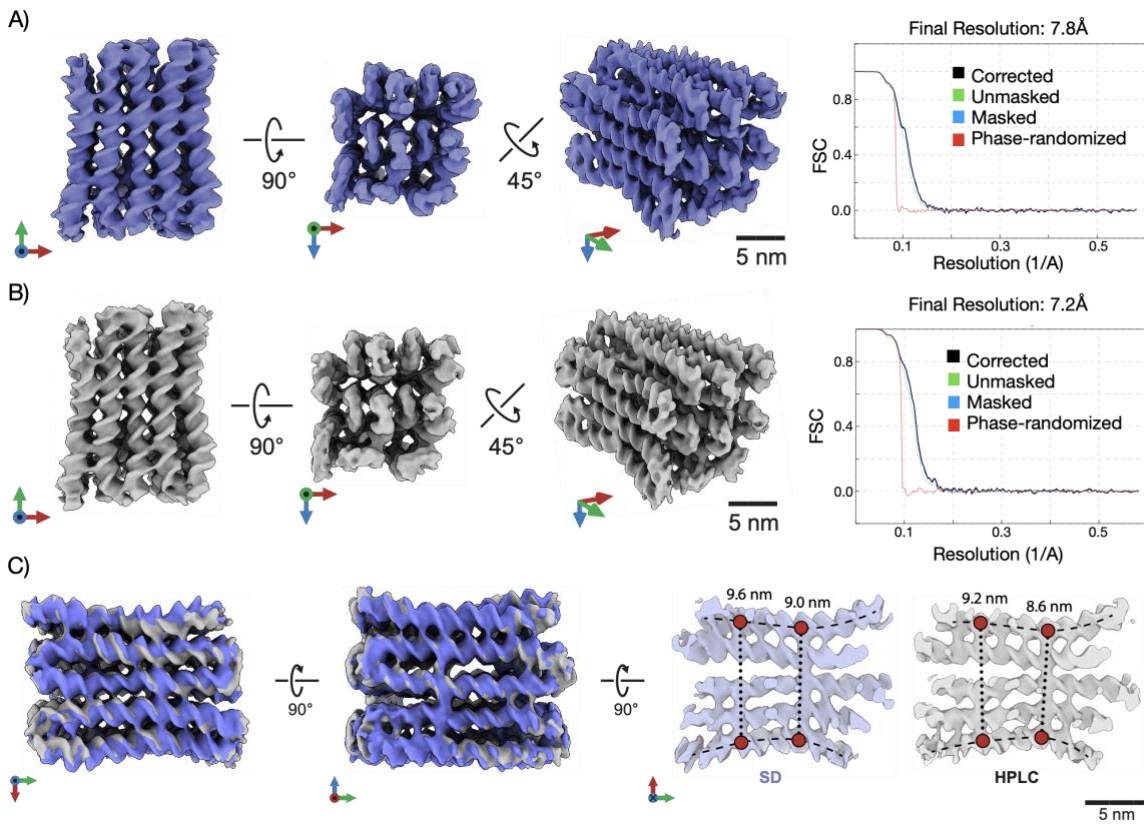 A)
90°
45°
5 nm
Final Resolution: 7.8Å
FSC
0.8
0.4
0.0
Corrected
Unmasked
Masked
Phase-randomized
0.1
0.3
0.5
Resolution (1/A)
B)
90°
45°
5 nm
Final Resolution: 7.2Å
FSC
0.8
0.4
0.0
Corrected
Unmasked
Masked
Phase-randomized
0.1
0.3
0.5
Resolution (1/A)
C)
90°
90°
9.6 nm
9.0 nm
SD
9.2 nm
8.6 nm
HPLC
5 nm